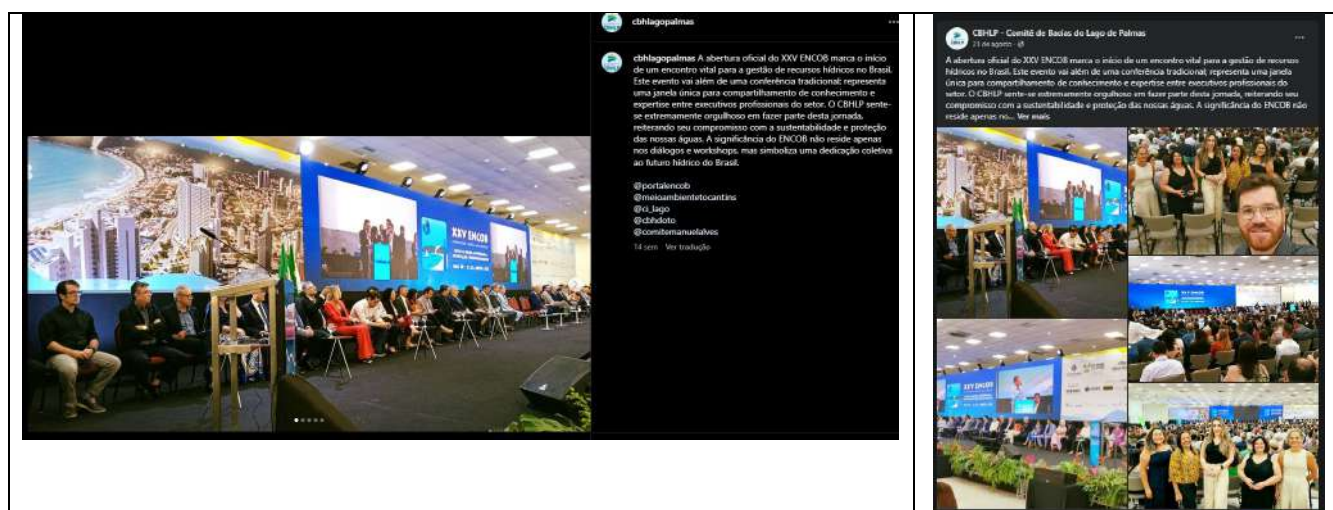 cbhlagopalmas
cbhlagopalmas A abertura oficial do XXV ENCOB marca o início
de um encontro vital para a gestão de recursos hídricos no Brasil.
Este evento vai além de uma conferência tradicional; representa
uma janela única para compartilhamento de conhecimento e
expertise entre executivos profissionais do setor. O CBHLP sente-
se extremamente orgulhoso em fazer parte desta jornada,
reiterando seu compromisso com a sustentabilidade e proteção
das nossas águas. A significância do ENCOB não reside apenas
nos diálogos e workshops, mas simboliza uma dedicação coletiva
ao futuro hídrico do Brasil.
@portalencob
@meioambientetocantins
@ci_lago
@cbhdoto
@comitemanuelalves
14 sem Ver tradução
XXV ENCOB
CBHLP - Comitê de Bacias do Lago de Palmas
21 de agosto
A abertura oficial do XXV ENCOB marca o início de um encontro vital para a gestão de recursos
hídricos no Brasil. Este evento vai além de uma conferência tradicional; representa uma janela
única para compartilhamento de conhecimento e expertise entre executivos profissionais do
setor. O CBHLP sente-se extremamente orgulhoso em fazer parte desta jornada, reiterando seu
compromisso com a sustentabilidade e proteção das nossas águas. A significância do ENCOB não
reside apenas no... Ver mais
XXV ENCOB
XXV ENCOB